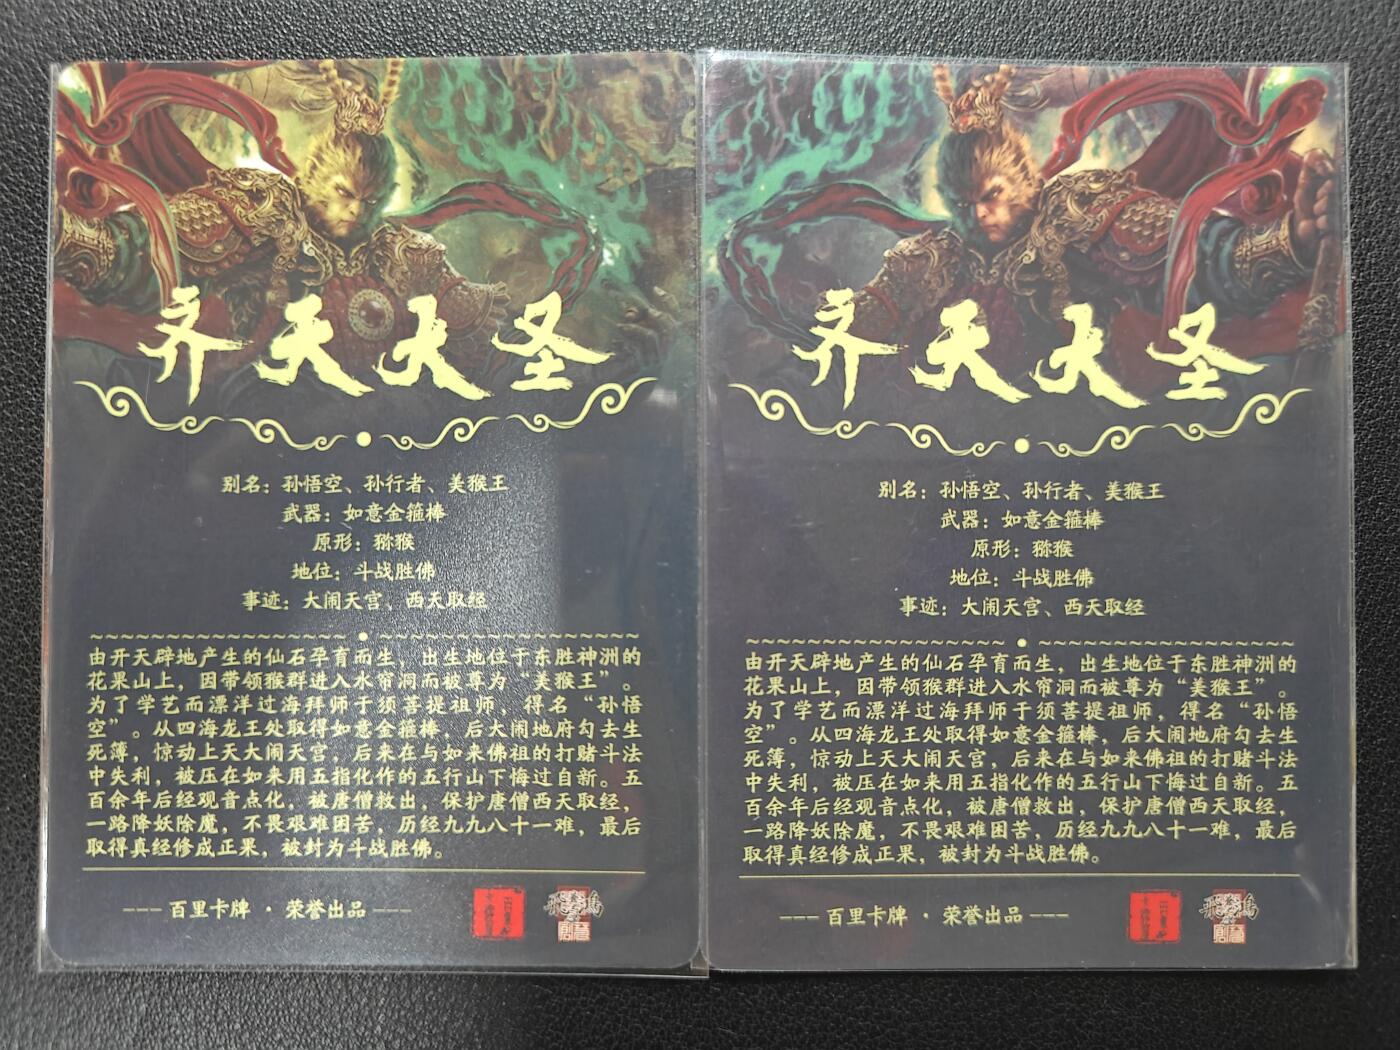 齐天大圣
别名：孙悟空、孙行者、美猴王
武器：如意金箍棒
原形：猕猴
地位：斗战胜佛
事迹：大闹天宫、西天取经
由开天辟地产生的仙石孕育而生，出生地位于东胜神洲的
花果山上，因带领猴群进入水帘洞而被尊为“美猴王”。
为了学艺而漂洋过海拜师于须菩提祖师，得名“孙悟
空”。从四海龙王处取得如意金箍棒，后大闹地府勾去生
死簿，惊动上天大闹天宫，后来在与如来佛祖的打赌斗法
中失利，被压在如来用五指化作的五行山下悔过自新。五
百余年后经观音点化，被唐僧救出，保护唐僧西天取经，
一路降妖除魔，不畏艰难困苦，历经九九八十一难，最后
取得真经修成正果，被封为斗战胜佛。
---百里卡牌·荣誉出品---
齐天大圣
别名：孙悟空、孙行者、美猴王
武器：如意金箍棒
原形：猕猴
地位：斗战胜佛
事迹：大闹天宫、西天取经
由开天辟地产生的仙石孕育而生，出生地位于东胜神洲的
花果山上，因带领猴群进入水帘洞而被尊为“美猴王”。
为了学艺而漂洋过海拜师于须菩提祖师，得名“孙悟
空”。从四海龙王处取得如意金箍棒，后大闹地府勾去生
死簿，惊动上天大闹天宫，后来在与如来佛祖的打赌斗法
中失利，被压在如来用五指化作的五行山下悔过自新。五
百余年后经观音点化，被唐僧救出，保护唐僧西天取经，
一路降妖除魔，不畏艰难困苦，历经九九八十一难，最后
取得真经修成正果，被封为斗战胜佛。
---百里卡牌·荣誉出品---